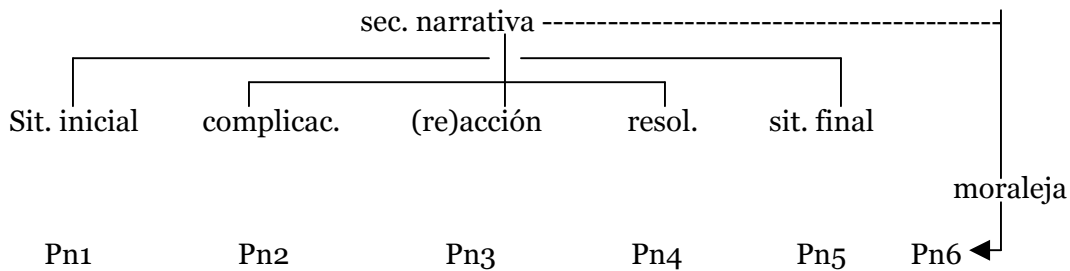 sec. narrativa
Sit. inicial complicac. (re)acción resol. sit. final
moraleja
Pn1 Pn2 Pn3 Pn4 Pn5 Pn6